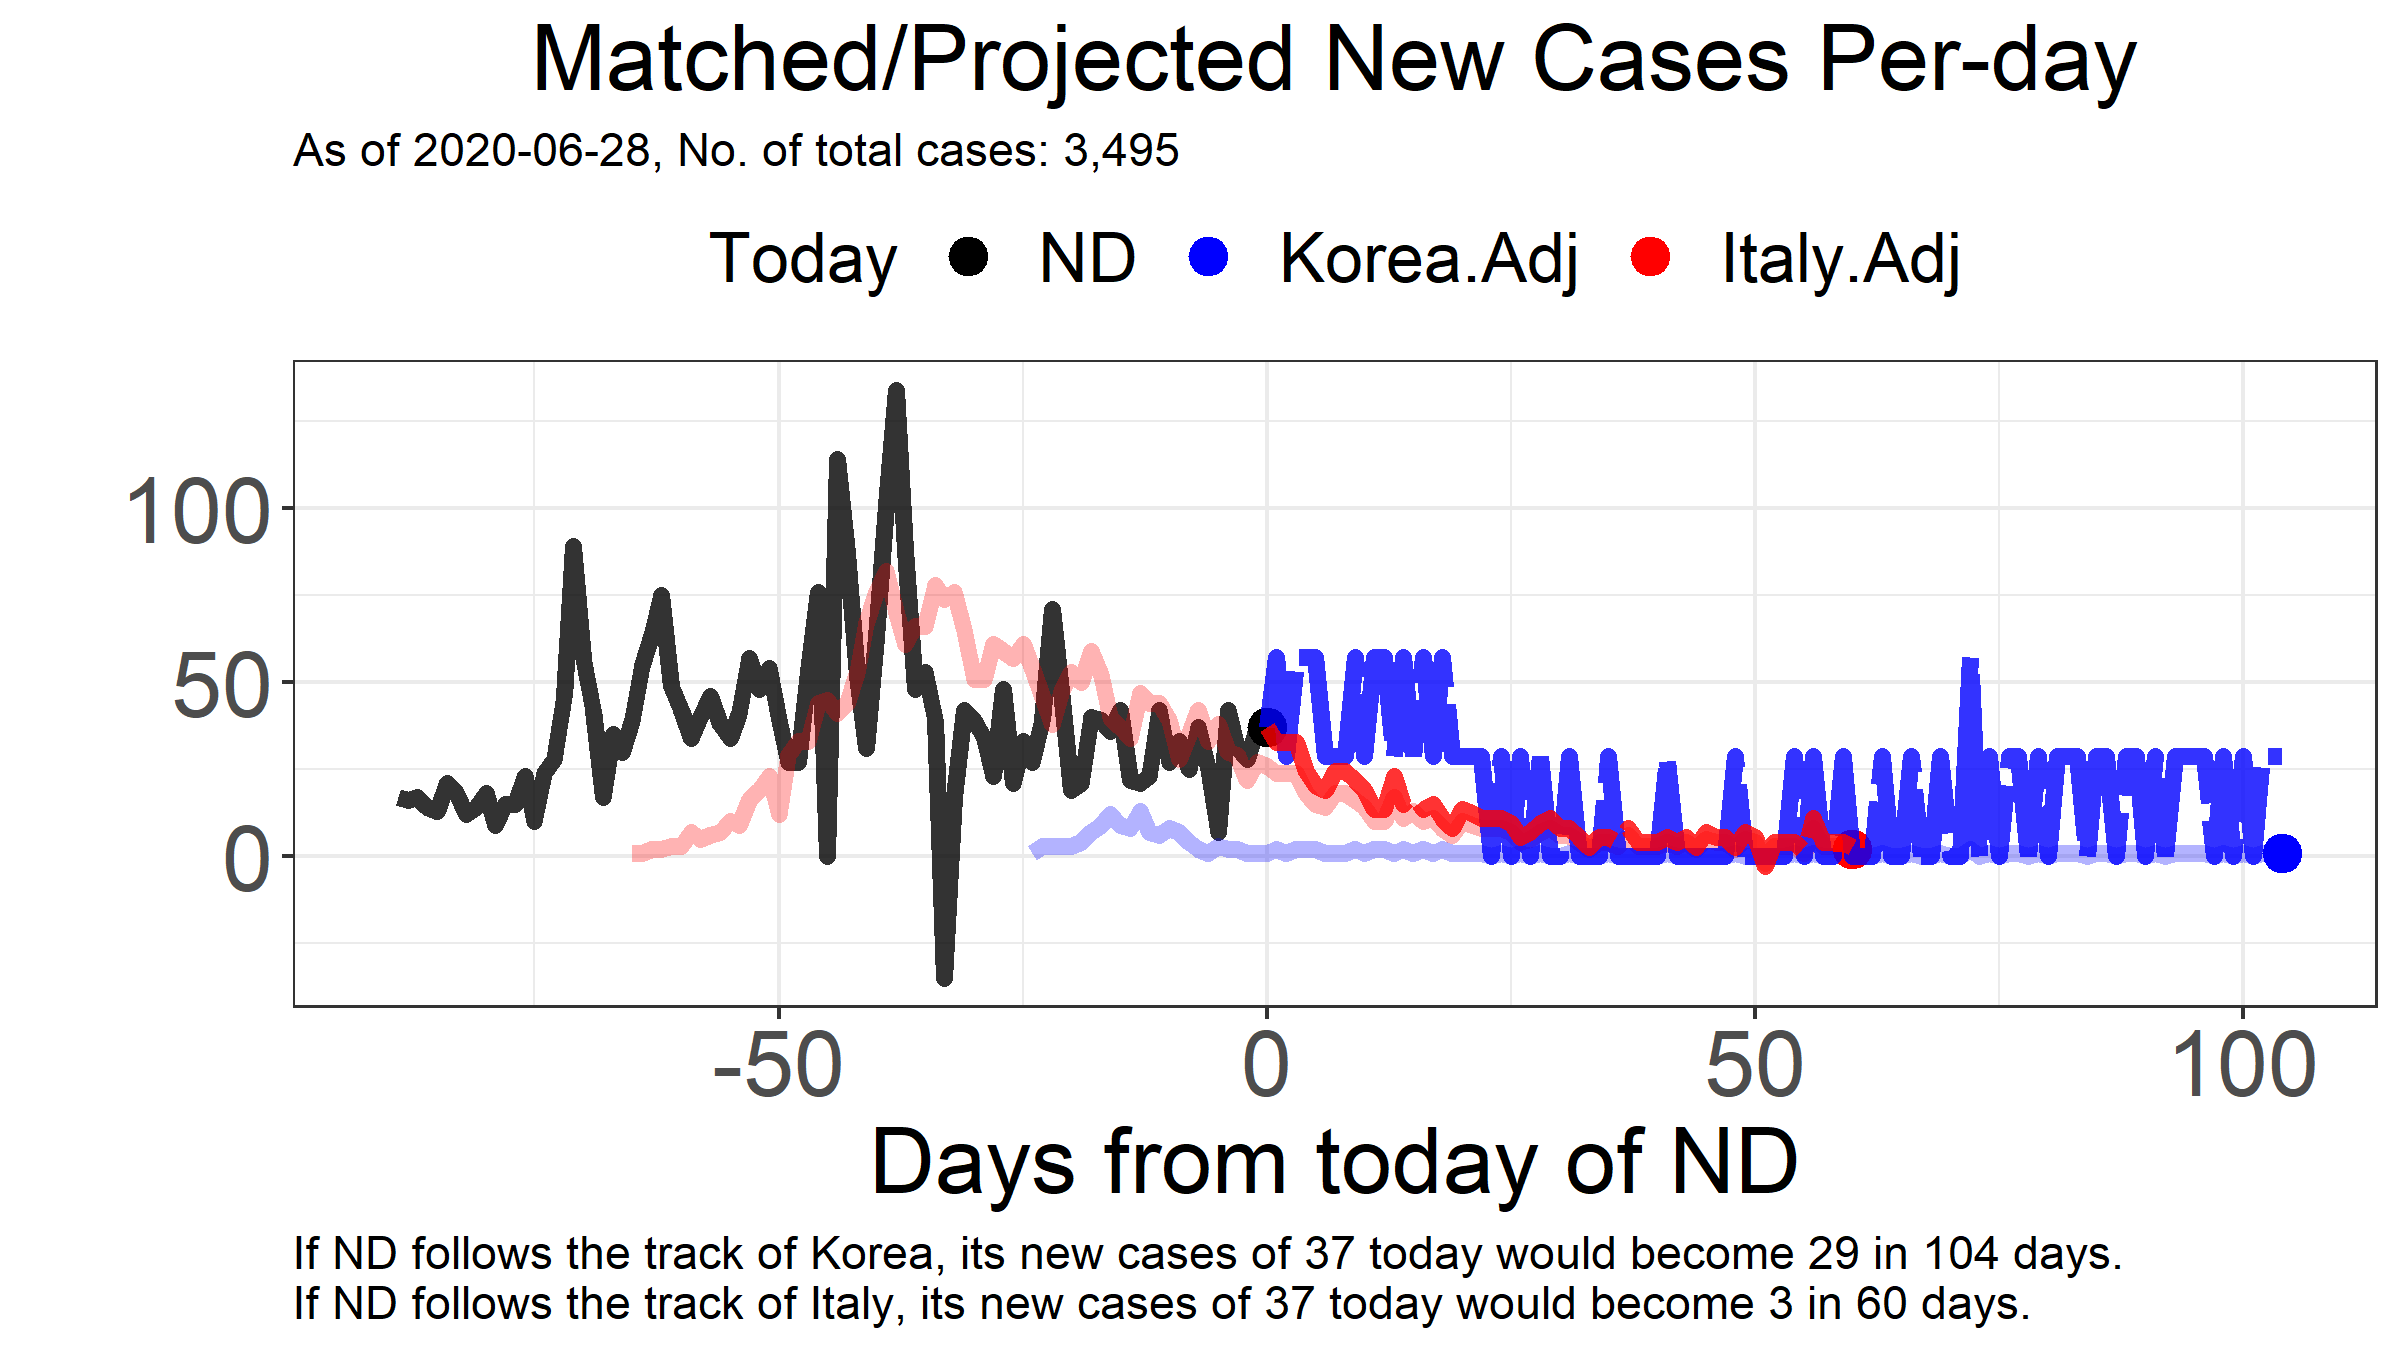 Matched/Projected New Cases Per-day
As of 2020-06-28, No. of total cases: 3,495
Today ND Korea.Adj Italy.Adj
100
50
0
-50 0 50 100
Days from today of ND
If ND follows the track of Korea, its new cases of 37 today would become 29 in 104 days.
If ND follows the track of Italy, its new cases of 37 today would become 3 in 60 days.